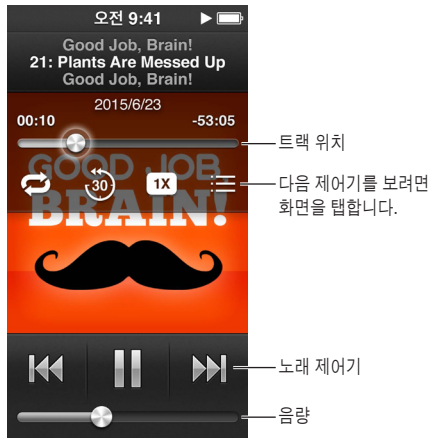 오전 9:41
Good Job, Brain!
21: Plants Are Messed Up
Good Job, Brain!
2015/6/23
00:10 -53:05
트랙 위치
GOOD JOB
30 1X
다음 제어기를 보려면
화면을 탭합니다.
BRAIN!
노래 제어기
음량